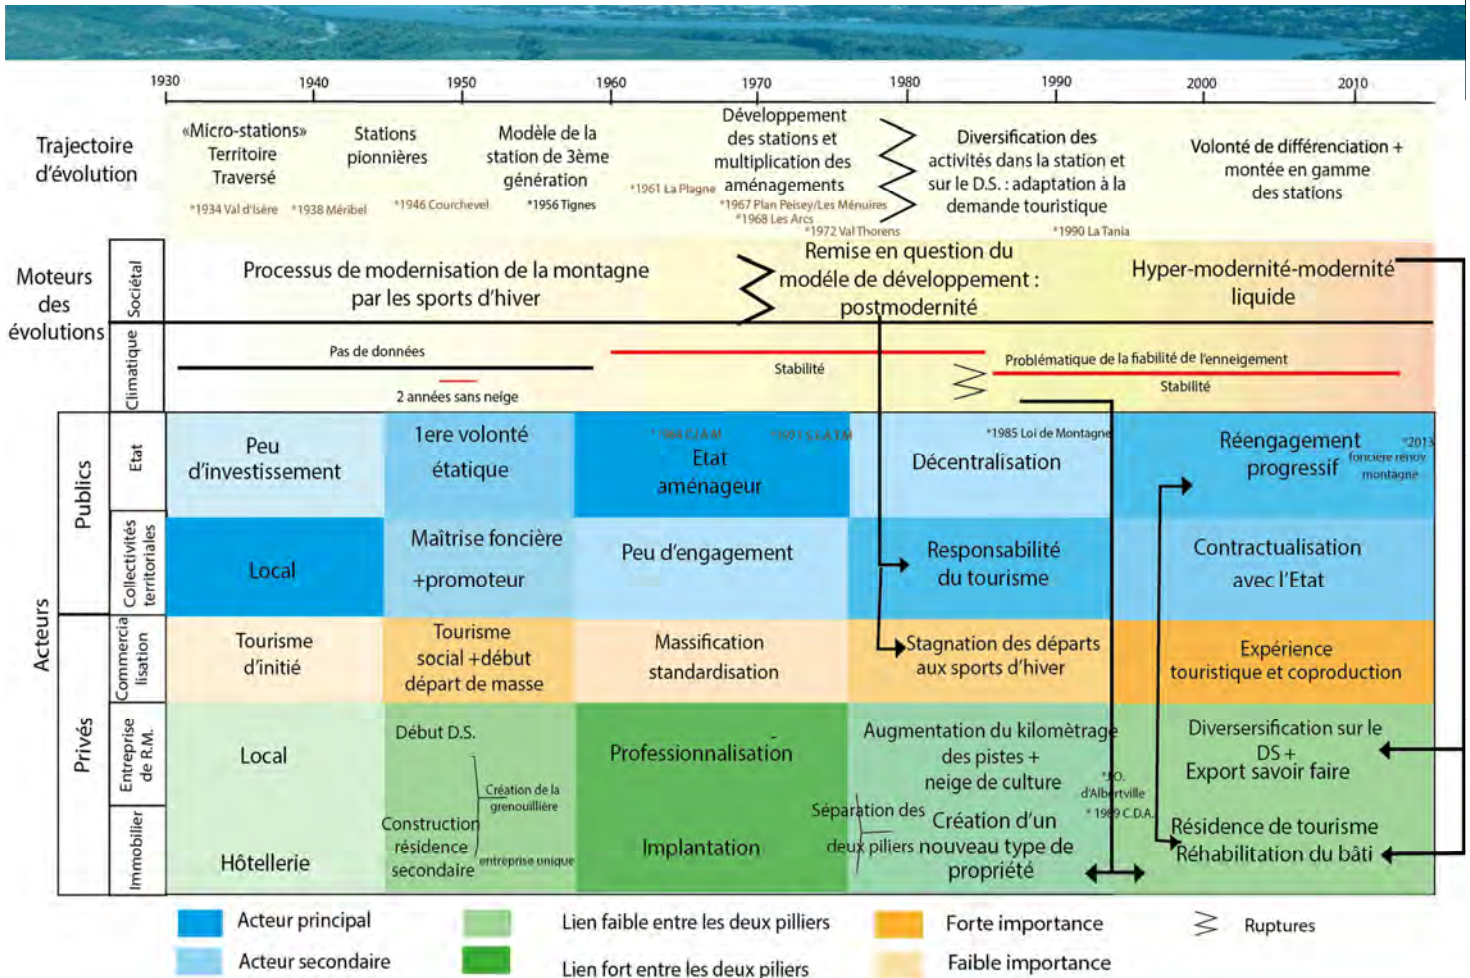 1930 1940 1950 1960 1970 1980 1990 2000 2010
Trajectoire
d'évolution
«Micro-stations»
Territoire
Traversé
Stations
pionnières
Modèle de la
station de 3ème
génération
Développement
des stations et
multiplication des
aménagements
Diversification des
activités dans la station et
sur le D.S. : adaptation à la
demande touristique
Volonté de différenciation +
montée en gamme
des stations
*1934 Val d'Isère
*1938 Méribel
*1946 Courchevel
*1956 Tignes
*1961 La Plagne
*1967 Plan Peisey/Les Ménuires
*1968 Les Arcs
*1972 Val Thorens
*1990 La Tania
Moteurs
des
évolutions
Sociétal
Processus de modernisation de la montagne
par les sports d'hiver
Remise en question du
modéle de développement :
postmodernité
Hyper-modernité-modernité
liquide
Climatique
Pas de données
2 années sans neige
Stabilité
Problématique de la fiabilité de l'enneigement
Stabilité
Acteurs
Publics
Etat
Peu
d'investissement
1ere volonté
étatique
Etat
aménageur
*1985 Loi de Montagne
Décentralisation
Réengagement
progressif
*2013
foncière rénov
montagne
Collectivités
territoriales
Local
Maîtrise foncière
+promoteur
Peu d'engagement
Responsabilité
du tourisme
Contractualisation
avec l'Etat
Privés
Commercia
lisation
Tourisme
d'initié
Tourisme
social +début
départ de masse
Massification
standardisation
Stagnation des départs
aux sports d'hiver
Expérience
touristique et coproduction
Entreprise
de R.M.
Local
Début D.S.
Création de la
grenouillère
Professionnalisation
Augmentation du kilomètrage
des pistes +
neige de culture
*J.O.
d'Albertville
* 1989 C.D.A.
Diversersification sur le
DS +
Export savoir faire
Immobilier
Hôtellerie
Construction
résidence
secondaire
entreprise unique
Implantation
Séparation des
deux piliers
Création d'un
nouveau type de
propriété
Résidence de tourisme
Réhabilitation du bâti
Acteur principal
Lien faible entre les deux pilliers
Forte importance
Ruptures
Acteur secondaire
Lien fort entre les deux piliers
Faible importance